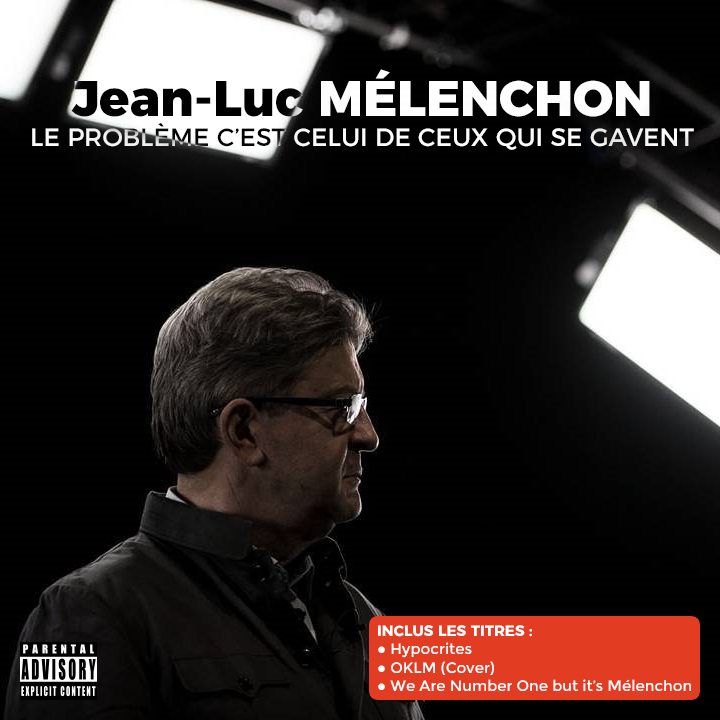 Jean-Luc MÉLENCHON
LE PROBLÈME C'EST CELUI DE CEUX QUI SE GAVENT
INCLUS LES TITRES :
● Hypocrites
● OKLM (Cover)
● We Are Number One but it's Mélenchon
PARENTAL
ADVISORY
EXPLICIT CONTENT